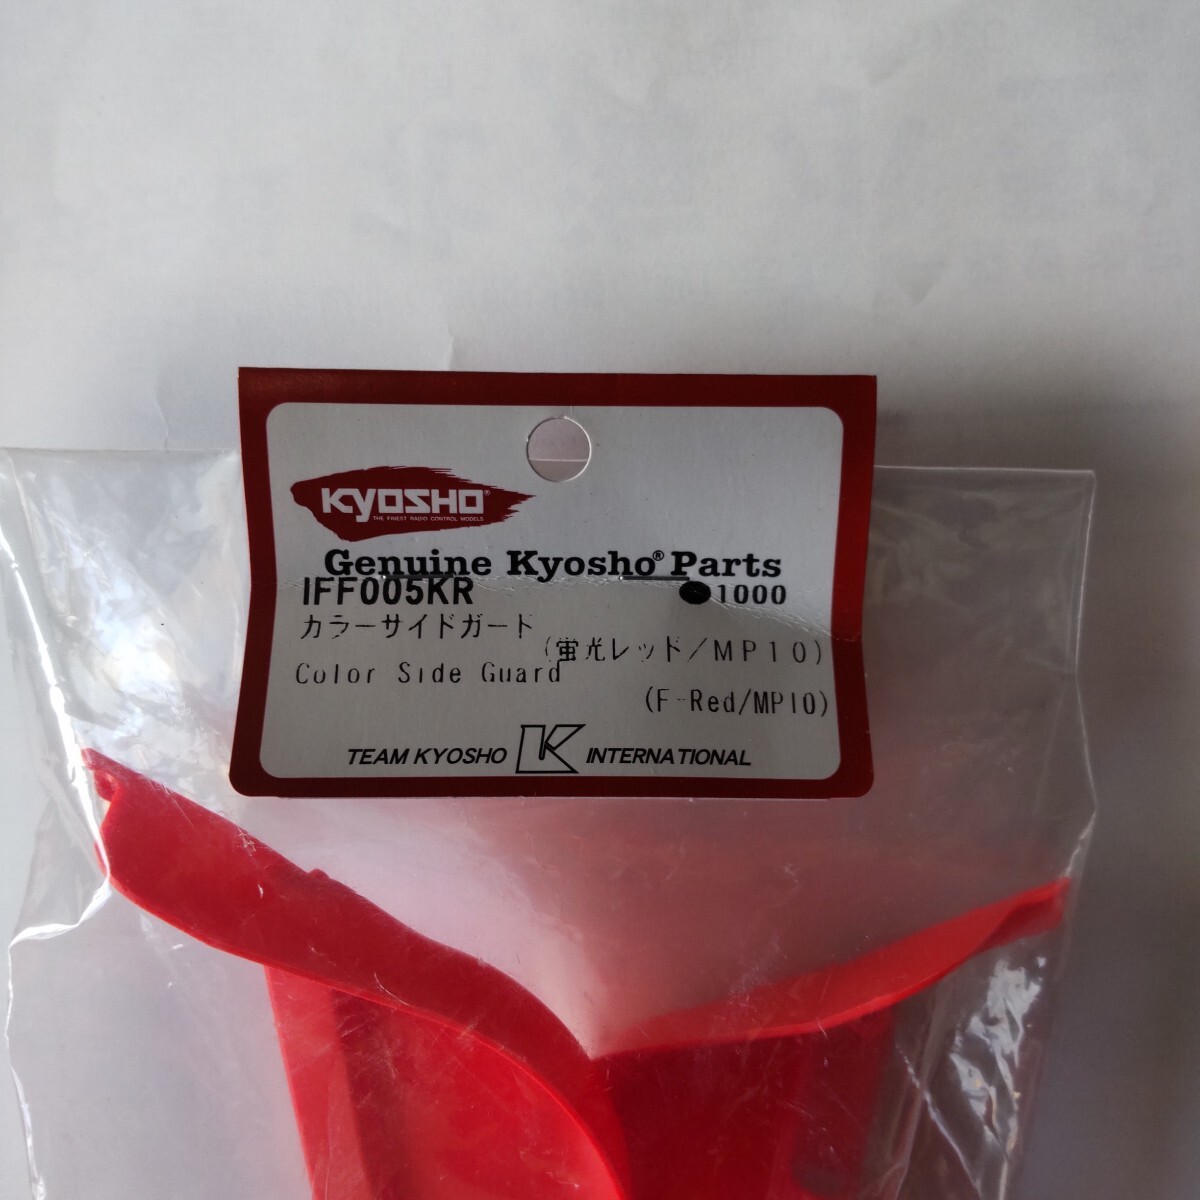 KYOSHO®
THE FINEST RADIO CONTROL MODELS
Genuine Kyosho® Parts
IFF005KR ●1000
カラーサイドガード
(蛍光レッド/MP10)
Color Side Guard
(F-Red/MP10)
TEAM KYOSHO K INTERNATIONAL